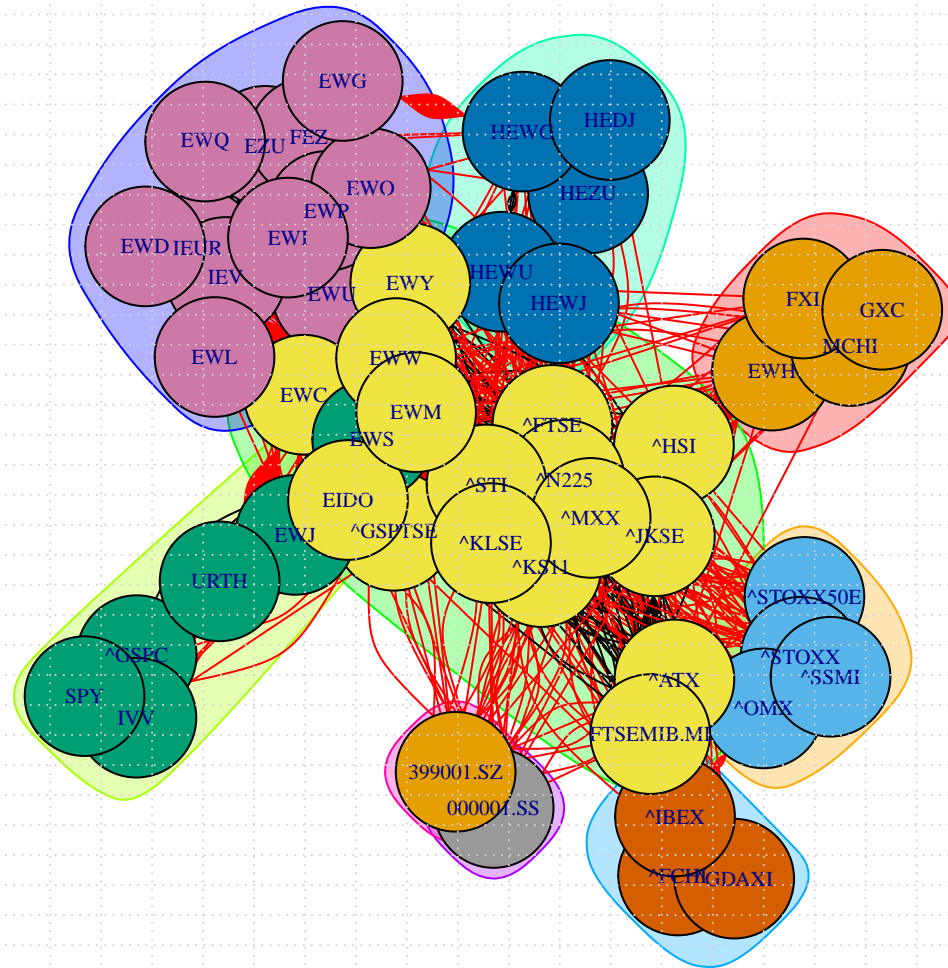 EWG
HEDJ
HEWG
FEZ
EWQ
EZU
EWO
HEZU
EWP
EWI
EWD
IEUR
HEWU
IEV
EWY
EWU
FXI
HEWJ
GXC
MCHI
EWL
EWW
EWH
EWC
EWM
^FTSE
EWS
^HSI
^N225
^STI
EIDO
^MXX
^GSPTSE
EWJ
^JKSE
^KLSE
^KS11
URTH
^STOXX50E
^GSPC
^STOXX
^SSMI
^ATX
SPY
^OMX
IVV
FTSEMIB.MI
399001.SZ
000001.SS
^IBEX
^FCHI
^GDAXI